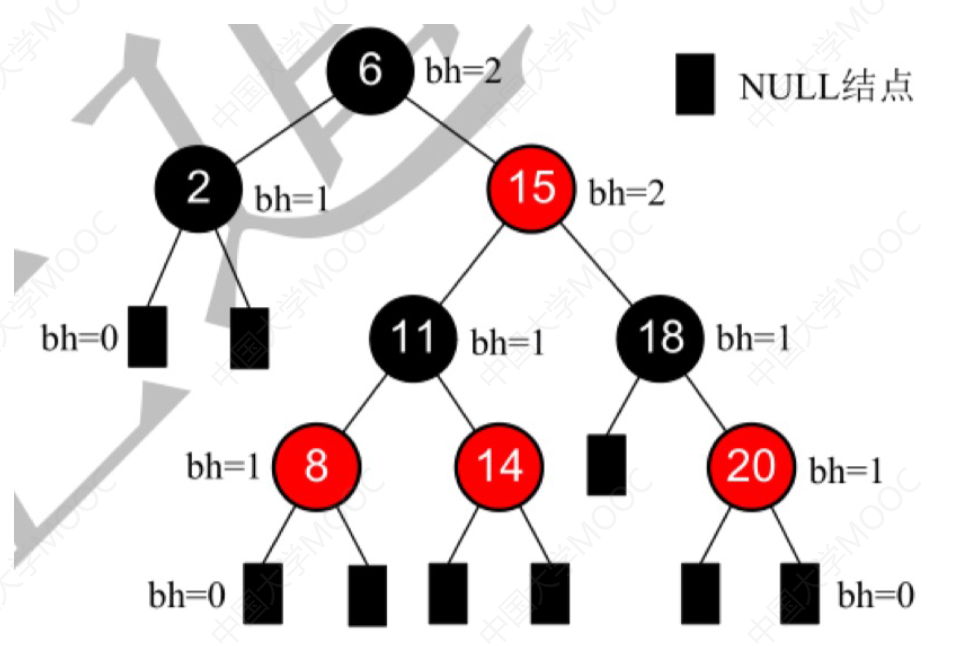 6 bh=2
NULL结点
2 bh=1
15 bh=2
bh=0
11 bh=1
18 bh=1
bh=1 8
14
20 bh=1
bh=0
bh=0
中国大学MOOC